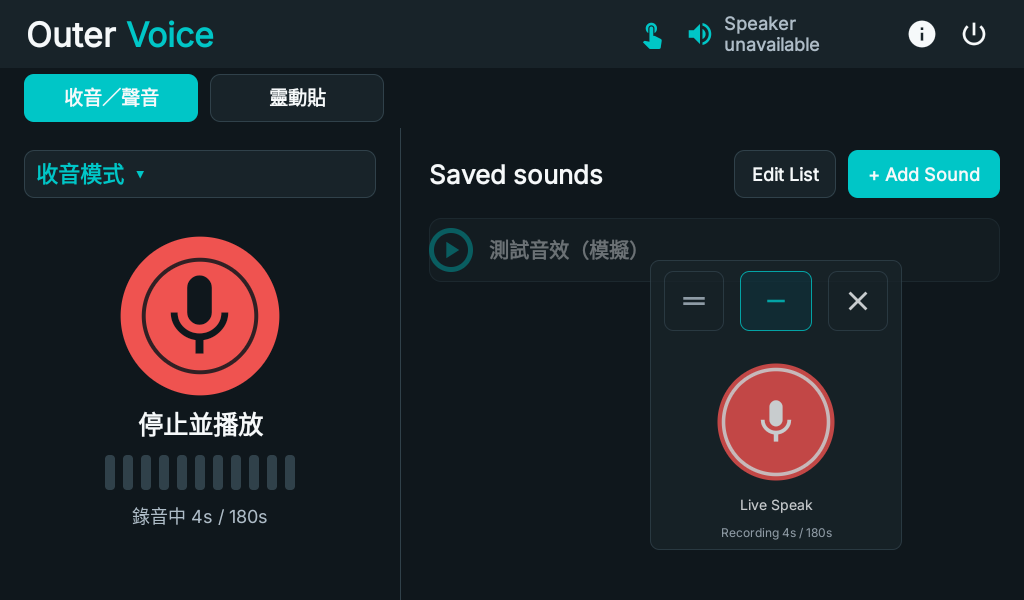 Outer Voice
Speaker
unavailable
收音／聲音
靈動貼
收音模式 ▼
Saved sounds
Edit List
+ Add Sound
測試音效（模擬）
停止並播放
錄音中 4s / 180s
Live Speak
Recording 4s / 180s